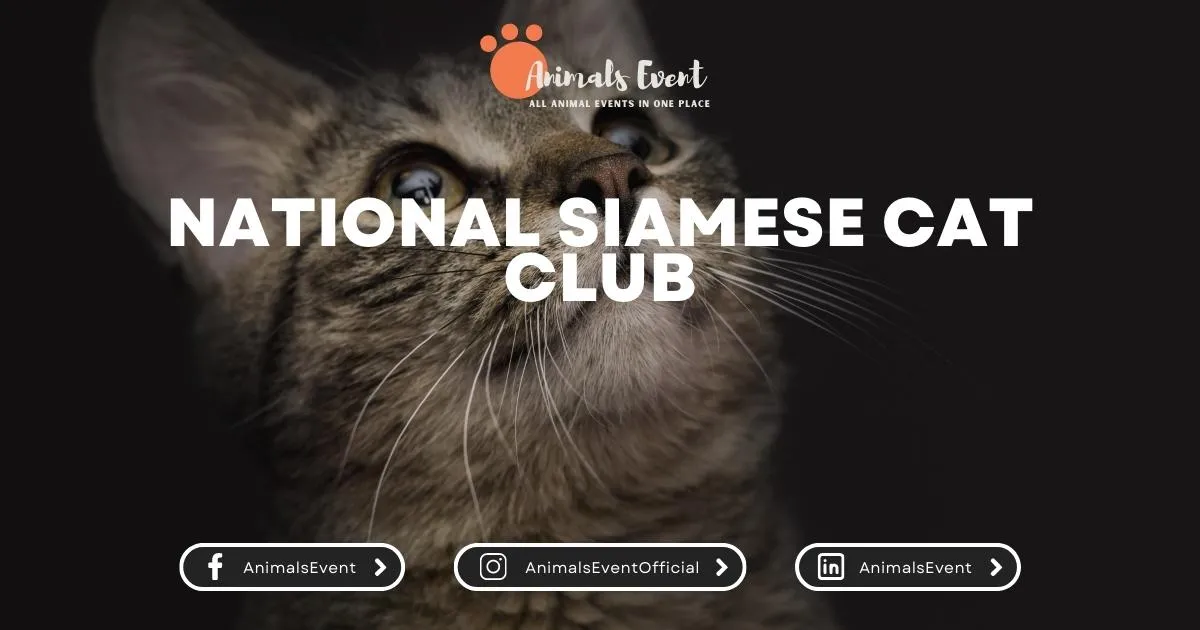 Animals Event
ALL ANIMAL EVENTS IN ONE PLACE
NATIONAL SIAMESE CAT
CLUB
AnimalsEvent
AnimalsEventOfficial
AnimalsEvent